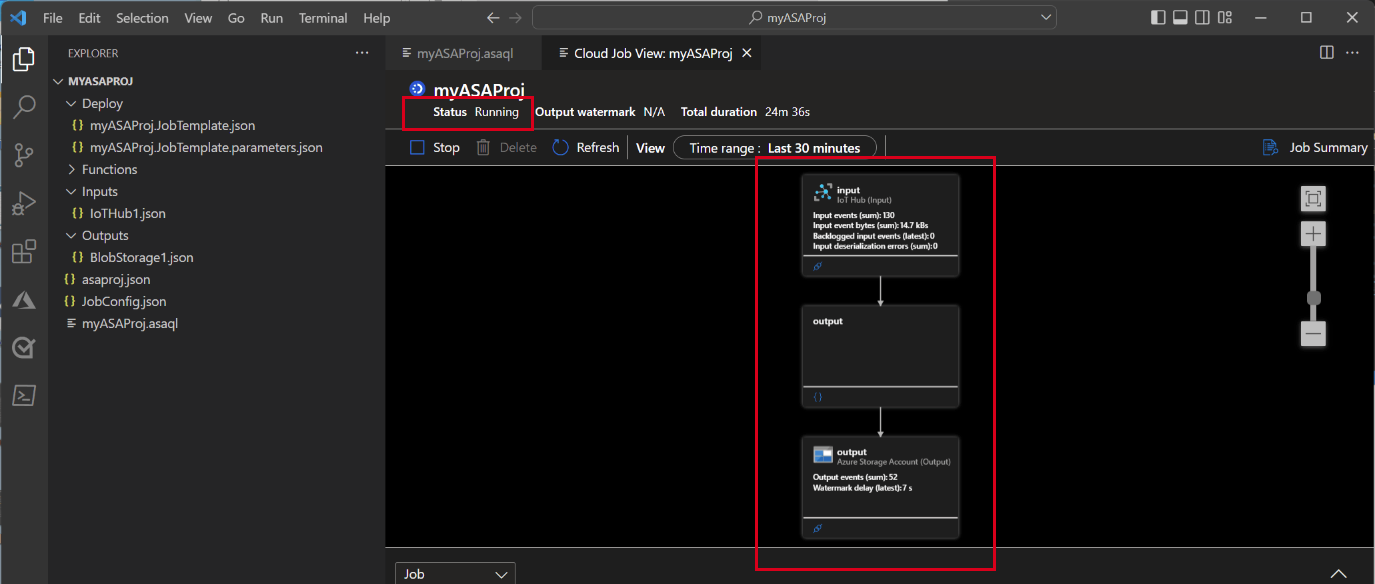 File Edit Selection View Go Run Terminal Help
myASAProj
EXPLORER
MYASAPROJ
Deploy
{} myASAProj.JobTemplate.json
{} myASAProj.JobTemplate.parameters.json
Functions
Inputs
{} IoTHub1.json
Outputs
{} BlobStorage1.json
{} asaproj.json
{} JobConfig.json
myASAProj.asaql
myASAProj.asaql
Cloud Job View: myASAProj
myASAProj
Status Running Output watermark N/A Total duration 24m 36s
Stop Delete Refresh View Time range : Last 30 minutes Job Summary
input
IoT Hub (Input)
Input events (sum): 130
Input event bytes (sum): 14.7 kBs
Backlogged input events (latest): 0
Input deserialization errors (sum): 0
output
{}
output
Azure Storage Account (Output)
Output events (sum): 52
Watermark delay (latest): 7 s
Job